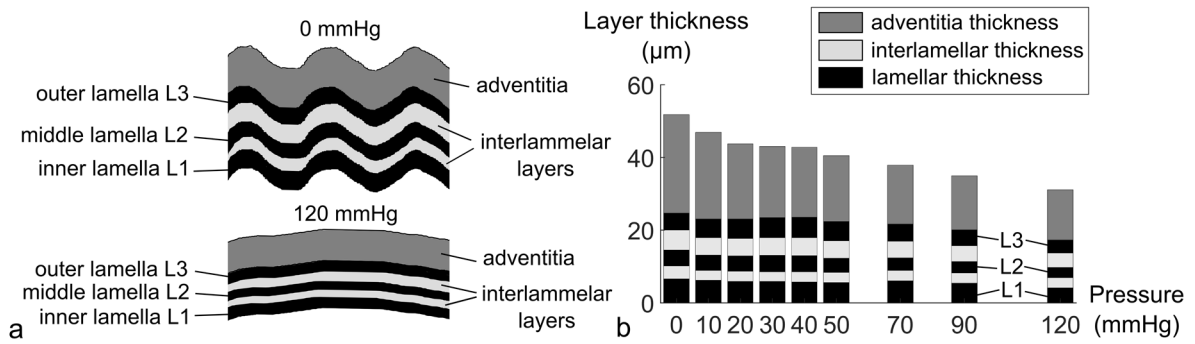 a
0 mmHg
outer lamella L3
adventitia
middle lamella L2
interlammelar
layers
inner lamella L1
120 mmHg
adventitia
outer lamella L3
middle lamella L2
interlammelar
layers
inner lamella L1
a
b
Layer thickness
(µm)
adventitia thickness
interlamellar thickness
lamellar thickness
60
40
20
0
L3
L2
L1
0 10 20 30 40 50 70 90 120
Pressure
(mmHg)